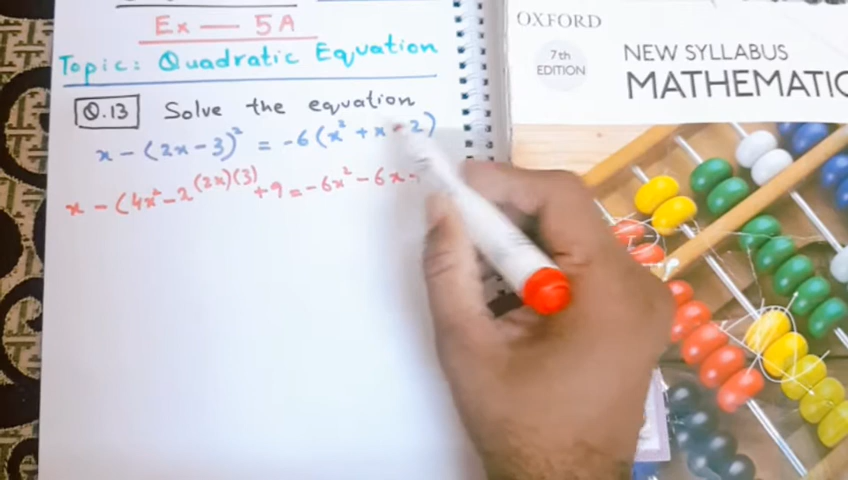 Ex — 5A
Topic: Quadratic Equation
Q.13 Solve the equation
x - (2x - 3)² = -6(x² + x - 2)
x - (4x² - 2(2x)(3) + 9 = -6x² - 6x
OXFORD
7th
EDITION
NEW SYLLABUS
MATHEMATIC